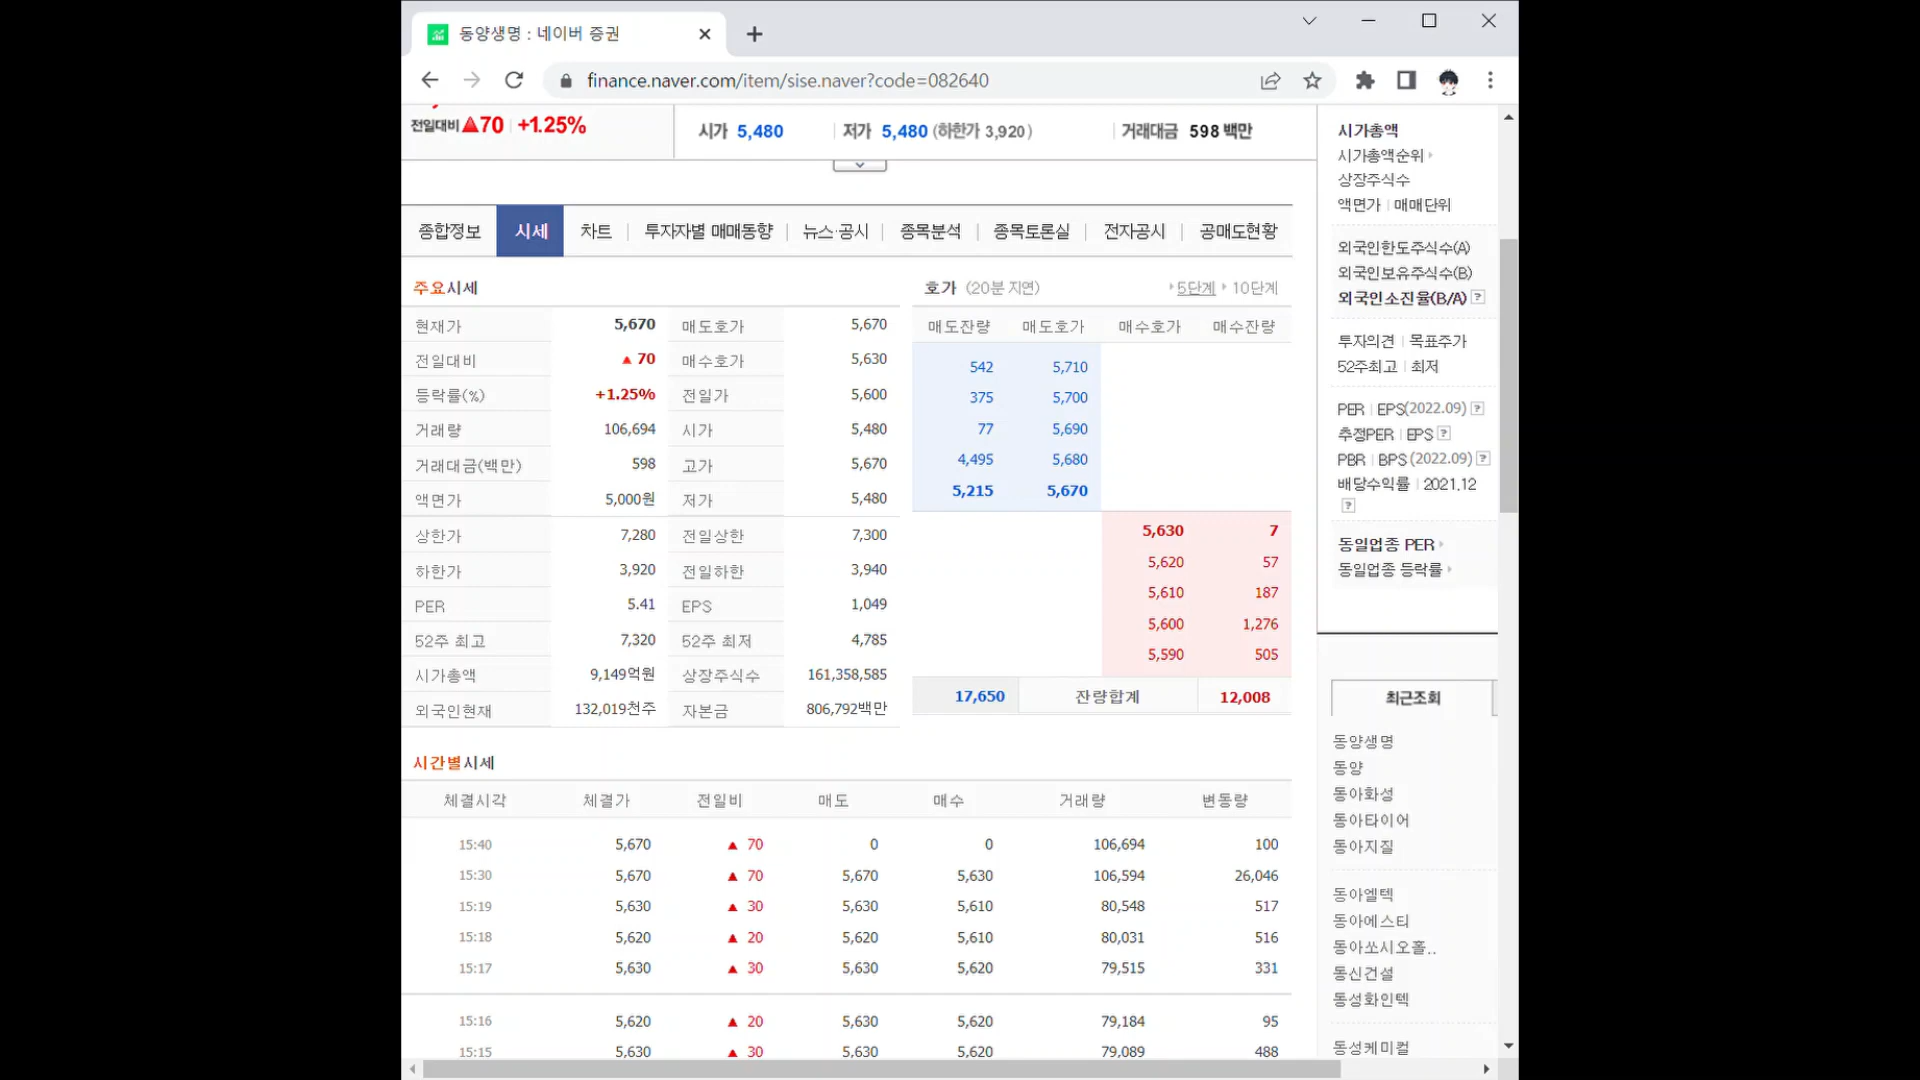 동양생명 : 네이버 증권
finance.naver.com/item/sise.naver?code=082640
전일대비 ▲70 +1.25%
시가 5,480 저가 5,480 (하한가 3,920) 거래대금 598 백만
종합정보 시세 차트 투자자별 매매동향 뉴스·공시 종목분석 종목토론실 전자공시 공매도현황
주요시세
현재가 5,670 매도호가 5,670
전일대비 ▲ 70 매수호가 5,630
등락률(%) +1.25% 전일가 5,600
거래량 106,694 시가 5,480
거래대금(백만) 598 고가 5,670
액면가 5,000원 저가 5,480
상한가 7,280 전일상한 7,300
하한가 3,920 전일하한 3,940
PER 5.41 EPS 1,049
52주 최고 7,320 52주 최저 4,785
시가총액 9,149억원 상장주식수 161,358,585
외국인현재 132,019천주 자본금 806,792백만
호가 (20분 지연) 5단계 10단계
매도잔량 매도호가 매수호가 매수잔량
542 5,710
375 5,700
77 5,690
4,495 5,680
5,215 5,670
5,630 7
5,620 57
5,610 187
5,600 1,276
5,590 505
17,650 잔량합계 12,008
시간별시세
체결시각 체결가 전일비 매도 매수 거래량 변동량
15:40 5,670 ▲ 70 0 0 106,694 100
15:30 5,670 ▲ 70 5,670 5,630 106,594 26,046
15:19 5,630 ▲ 30 5,630 5,610 80,548 517
15:18 5,620 ▲ 20 5,620 5,610 80,031 516
15:17 5,630 ▲ 30 5,630 5,620 79,515 331
15:16 5,620 ▲ 20 5,630 5,620 79,184 95
15:15 5,630 ▲ 30 5,630 5,620 79,089 488
시가총액
시가총액순위
상장주식수
액면가 매매단위
외국인한도주식수(A)
외국인보유주식수(B)
외국인소진율(B/A) ?
투자의견 목표주가
52주최고 최저
PER EPS(2022.09) ?
추정PER EPS ?
PBR BPS (2022.09) ?
배당수익률 2021.12
?
동일업종 PER
동일업종 등락률
최근조회
동양생명
동양
동아화성
동아타이어
동아지질
동아엘텍
동아에스티
동아쏘시오홀..
동신건설
동성화인텍
동성케미컬